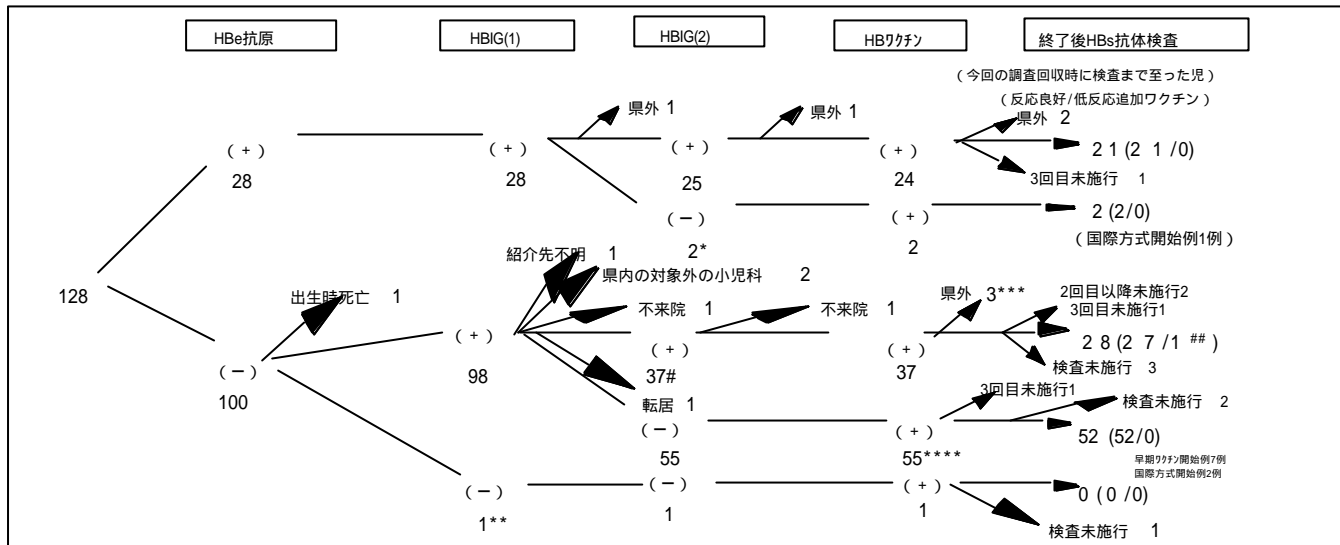 HBe抗原 HBIG(1) HBIG(2) HBワクチン 終了後HBs抗体検査
(今回の調査回収時に検査まで至った児)
(反応良好/低反応追加ワクチン)
県外 1
県外 1
県外 2
(+) (+) (+) (+) 21(21/0)
28 28 25 24 3回目未施行 1
(-) (+) 2(2/0)
2* 2 (国際方式開始例1例)
紹介先不明 1
県内の対象外の小児科 2
128
出生時死亡 1
不来院 1 不来院 1 県外 3*** 2回目以降未施行2
3回目未施行1
(-) (+) (+) (+) 28(27/1##)
100 98 37# 37 検査未施行 3
転居 1 3回目未施行1 検査未施行 2
(-) (+) 52 (52/0)
55 55**** 早期ワクチン開始例7例
国際方式開始例2例
(-) (-) (+) 0(0/0)
1** 1 1 検査未施行 1